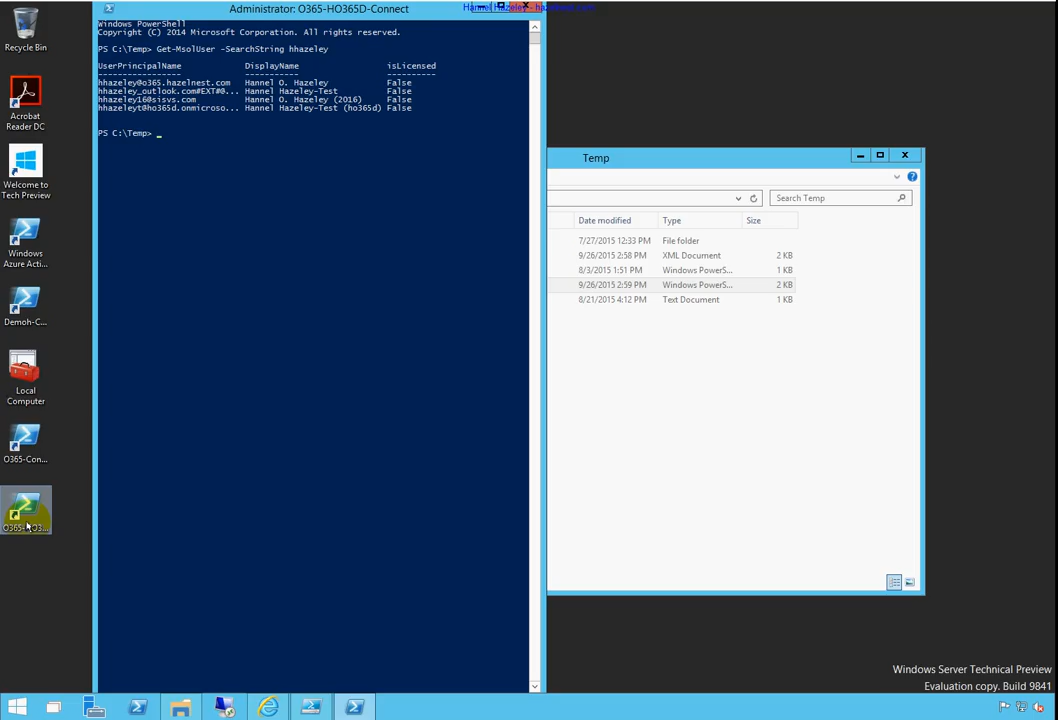 Recycle Bin
Acrobat
Reader DC
Welcome to
Tech Preview
Windows
Azure Acti...
Demoh-C...
Local
Computer
O365-Con...
O365-HO3...
Administrator: O365-HO365D-Connect
Windows PowerShell
Copyright (C) 2014 Microsoft Corporation. All rights reserved.
PS C:\Temp> Get-MsolUser -SearchString hhazeley
UserPrincipalName DisplayName isLicensed
----------------- ----------- ----------
hhazeley@o365.hazelnest.com Hannel O. Hazeley False
hhazeley_outlook.com#EXT#@... Hannel Hazeley-Test False
hhazeley16@sisvs.com Hannel O. Hazeley (2016) False
hhazeleyt@ho365d.onmicroso... Hannel Hazeley-Test (ho365d) False
PS C:\Temp> _
Temp
Search Temp
Date modified Type Size
7/27/2015 12:33 PM File folder
9/26/2015 2:58 PM XML Document 2 KB
8/3/2015 1:51 PM Windows PowerS... 1 KB
9/26/2015 2:59 PM Windows PowerS... 2 KB
8/21/2015 4:12 PM Text Document 1 KB
Windows Server Technical Preview
Evaluation copy. Build 9841